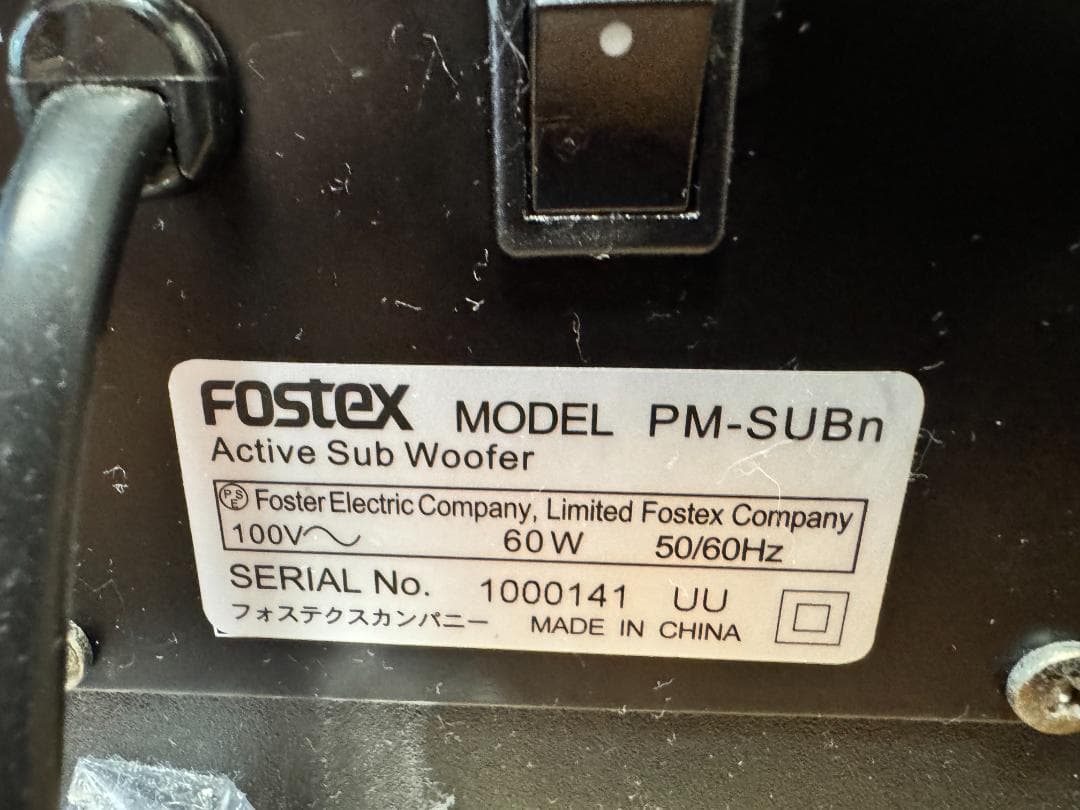 FOSTEX MODEL PM-SUBn
Active Sub Woofer
PSE Foster Electric Company, Limited Fostex Company
100V～ 60W 50/60Hz
SERIAL No. 1000141 UU
フォステクスカンパニー MADE IN CHINA